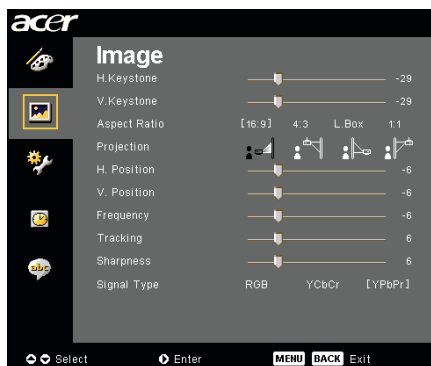 acer
Image
H.Keystone -29
V.Keystone -29
Aspect Ratio [16:9] 4:3 L.Box 1:1
Projection
H. Position -6
V. Position -6
Frequency -6
Tracking 6
Sharpness 6
abc
Signal Type RGB YCbCr [YPbPr]
Select Enter MENU BACK Exit